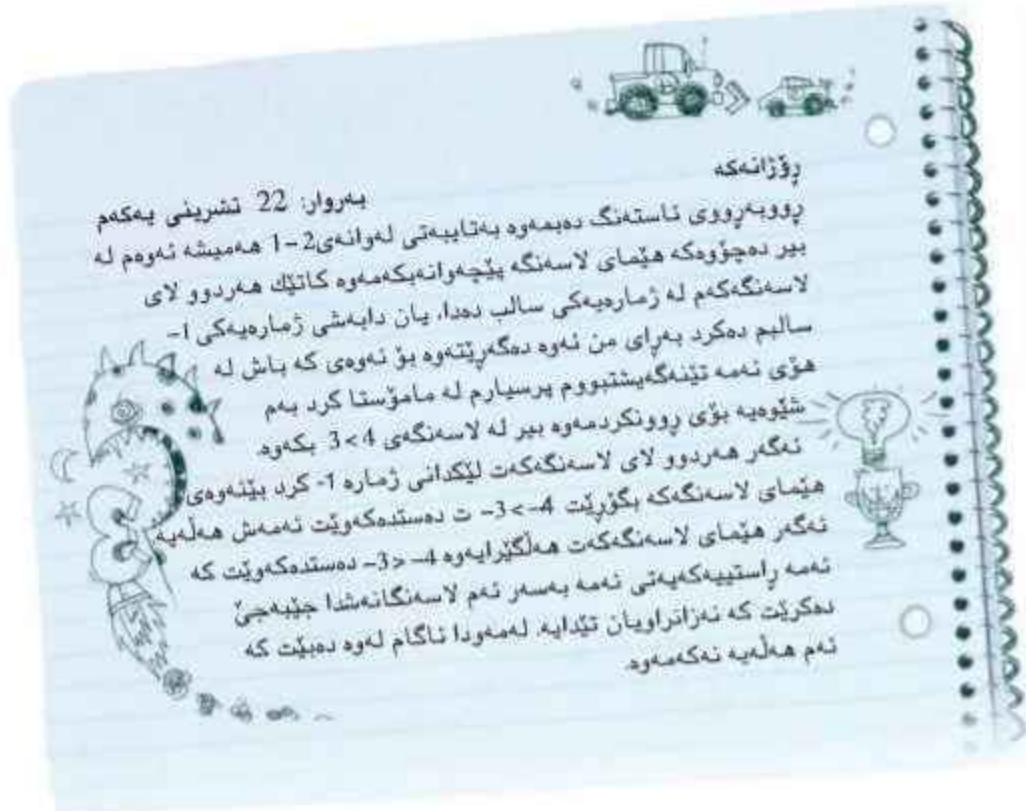 ڕۆژانەکە
بەروار: 22 تشرینی یەکەم
ڕووبەڕووی ئاستەنگ دەبمەوە بەتایبەتی لەوانەی2–1 هەمیشە ئەوەم لە
بیر دەچۆوەکە هێمای لاسەنگە پێچەوانەبکەمەوە کاتێك هەردوو لای
لاسەنگەکەم لە ژمارەیەکی سالب دەدا، یان دابەشی ژمارەیەکی 1–
سالبم دەکرد بەڕای من ئەوە دەگەڕێتەوە بۆ ئەوەی کە باش لە
هۆی ئەمە تێنەگەیشتبووم پرسیارم لە مامۆستا کرد بەم
شێوەیە بۆی ڕوونکردمەوە بیر لە لاسەنگەی 4>3 بکەوە.
ئەگەر هەردوو لای لاسەنگەکەت لێکدانی ژمارە 1- کرد بێئەوەی
هێمای لاسەنگەکە بگۆڕێت 4–>3– ت دەستدەکەوێت ئەمەش هەڵەیە
ئەگەر هێمای لاسەنگەکەت هەڵگێڕایەوە 4–<3– دەستدەکەوێت کە
ئەمە ڕاستییەکەیەتی ئەمە بەسەر ئەم لاسەنگانەشدا جێبەجێ
دەکرێت کە نەزانراویان تێدایە. لەمەودا ئاگام لەوە دەبێت کە
ئەم هەڵەیە نەکەمەوە.